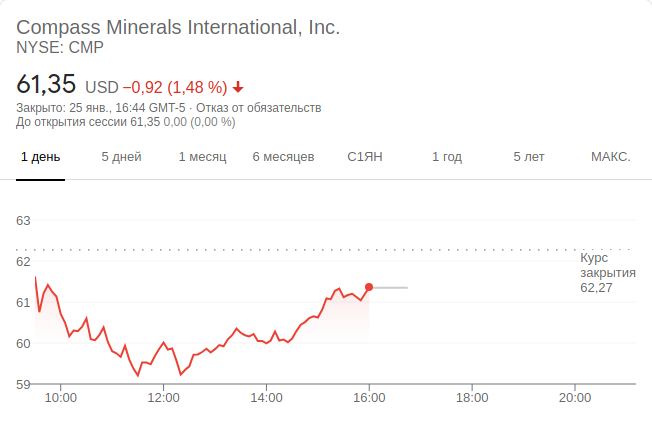 Compass Minerals International, Inc.
NYSE: CMP
61,35 USD −0,92 (1,48 %)
Закрыто: 25 янв., 16:44 GMT-5 · Отказ от обязательств
До открытия сессии 61,35 0,00 (0,00 %)
1 день 5 дней 1 месяц 6 месяцев С1ЯН 1 год 5 лет МАКС.
63
62
61
60
59
Курс
закрытия
62,27
10:00 12:00 14:00 16:00 18:00 20:00